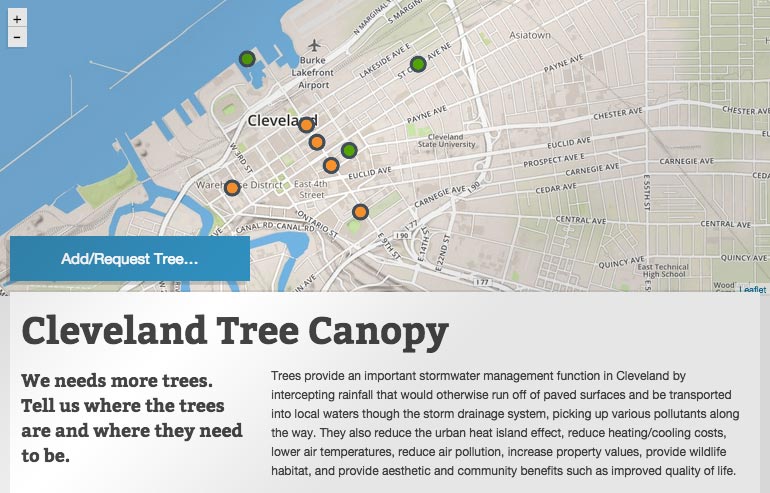 +
-
N MARGINAL
Burke
Lakefront
Airport
LAKESIDE AVE E
ST
AVE NE
Asiatown
PAYNE AVE
PAYNE AVE
Cleveland
Cleveland
State University
CHESTER AVE
CHESTER AVE
EUCLID AVE
W 3RD ST
PROSPECT AVE E
CARNEGIE AVE
CARNEGIE AVE
EUCLID AVE
Warehouse District
East 4th
Street
CEDAR AVE
CARNEGIE AVE
I 90
E 55TH ST
ONTARIO ST
CENTRAL AVE
CENTRAL AVE
CANAL RD
CANAL RD
I 90
E 9TH ST
E 14TH ST
E 22ND ST
QUINCY AVE
QUINCY AVE
East Technical
High School
I 77
I 77
Wood
Leaflet
Add/Request Tree...
Cleveland Tree Canopy
We needs more trees.
Tell us where the trees
are and where they need
to be.
Trees provide an important stormwater management function in Cleveland by
intercepting rainfall that would otherwise run off of paved surfaces and be transported
into local waters though the storm drainage system, picking up various pollutants along
the way. They also reduce the urban heat island effect, reduce heating/cooling costs,
lower air temperatures, reduce air pollution, increase property values, provide wildlife
habitat, and provide aesthetic and community benefits such as improved quality of life.